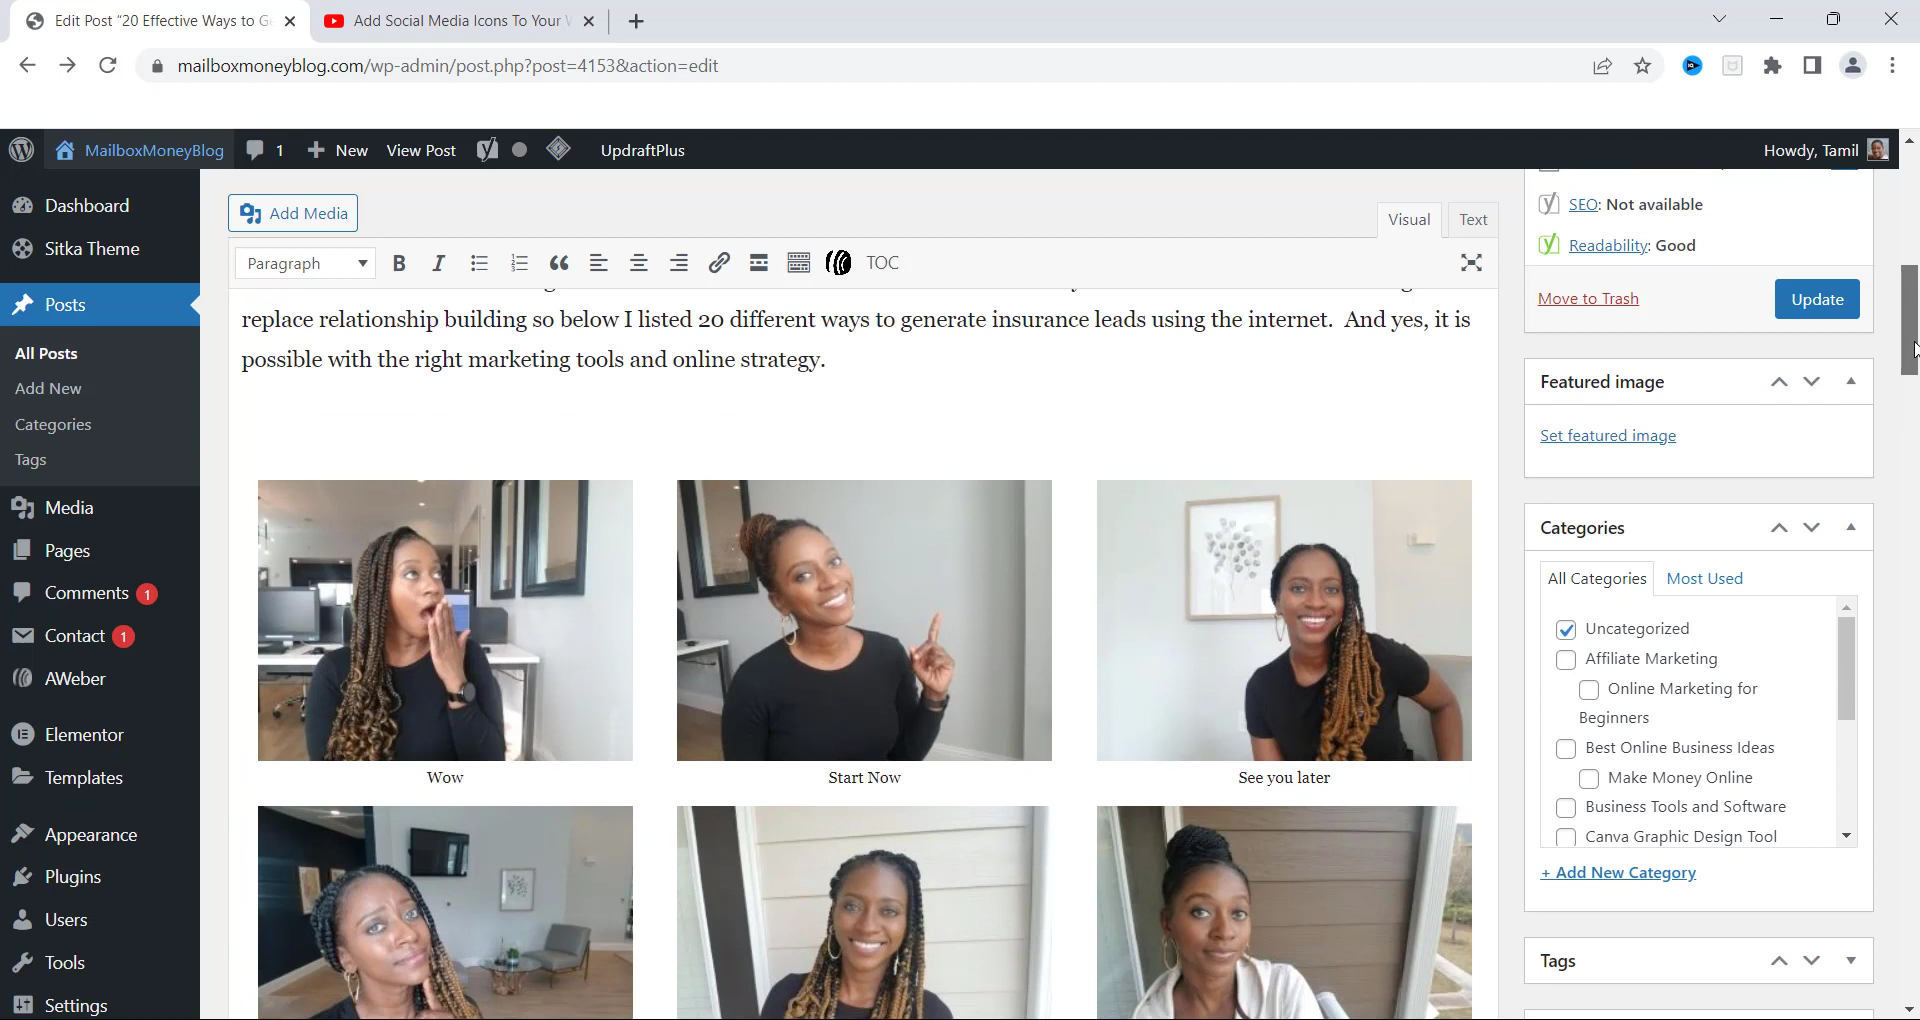 Edit Post "20 Effective Ways to G
Add Social Media Icons To Your
mailboxmoneyblog.com/wp-admin/post.php?post=4153&action=edit
MailboxMoneyBlog
1
New
View Post
UpdraftPlus
Howdy, Tamil
Dashboard
Sitka Theme
Posts
All Posts
Add New
Categories
Tags
Media
Pages
Comments 1
Contact 1
AWeber
Elementor
Templates
Appearance
Plugins
Users
Tools
Settings
Add Media
Visual
Text
Paragraph
TOC
replace relationship building so below I listed 20 different ways to generate insurance leads using the internet. And yes, it is
possible with the right marketing tools and online strategy.
Wow
Start Now
See you later
SEO: Not available
Readability: Good
Move to Trash
Update
Featured image
Set featured image
Categories
All Categories
Most Used
Uncategorized
Affiliate Marketing
Online Marketing for
Beginners
Best Online Business Ideas
Make Money Online
Business Tools and Software
Canva Graphic Design Tool
+ Add New Category
Tags